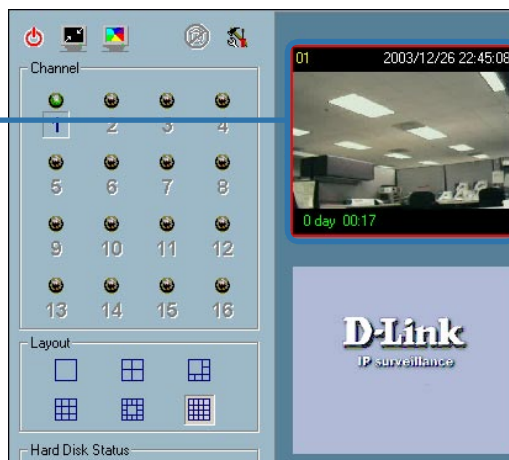 Channel
1 2 3 4
5 6 7 8
9 10 11 12
13 14 15 16
Layout
Hard Disk Status
01 2003/12/26 22:45:08
0 day 00:17
D-Link
IP surveillance